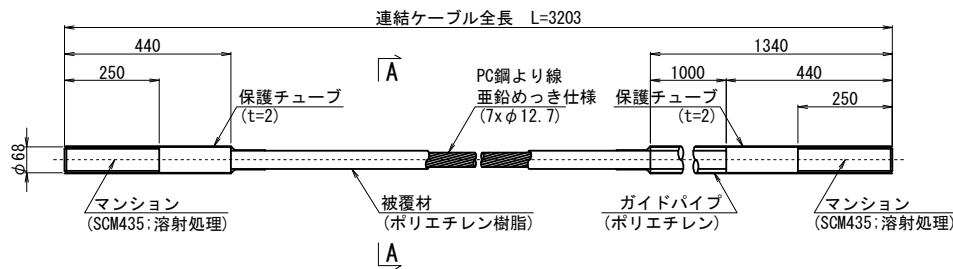 連結ケーブル全長 L=3203
440
1340
A
250
PC鋼より線
亜鉛めっき仕様
(7xφ12.7)
1000
440
保護チューブ
(t=2)
保護チューブ
(t=2)
250
φ68
マンション
(SCM435;溶射処理)
被覆材
(ポリエチレン樹脂)
ガイドパイプ
(ポリエチレン)
マンション
(SCM435;溶射処理)
A